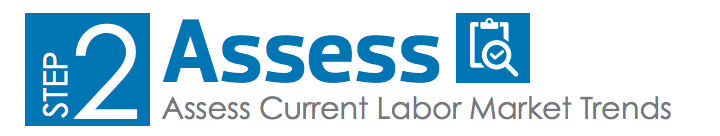 STEP 2
Assess
Assess Current Labor Market Trends